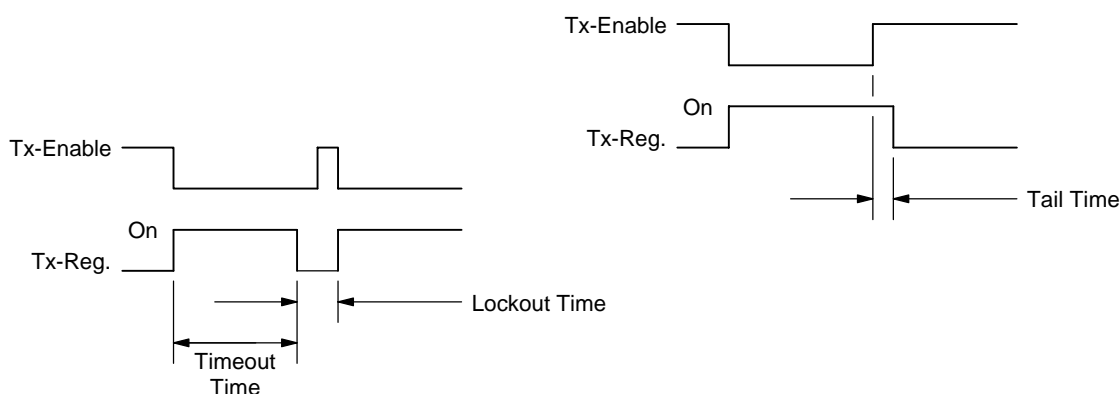 Tx-Enable
On
Tx-Reg.
Lockout Time
Timeout
Time
Tx-Enable
On
Tx-Reg.
Tail Time